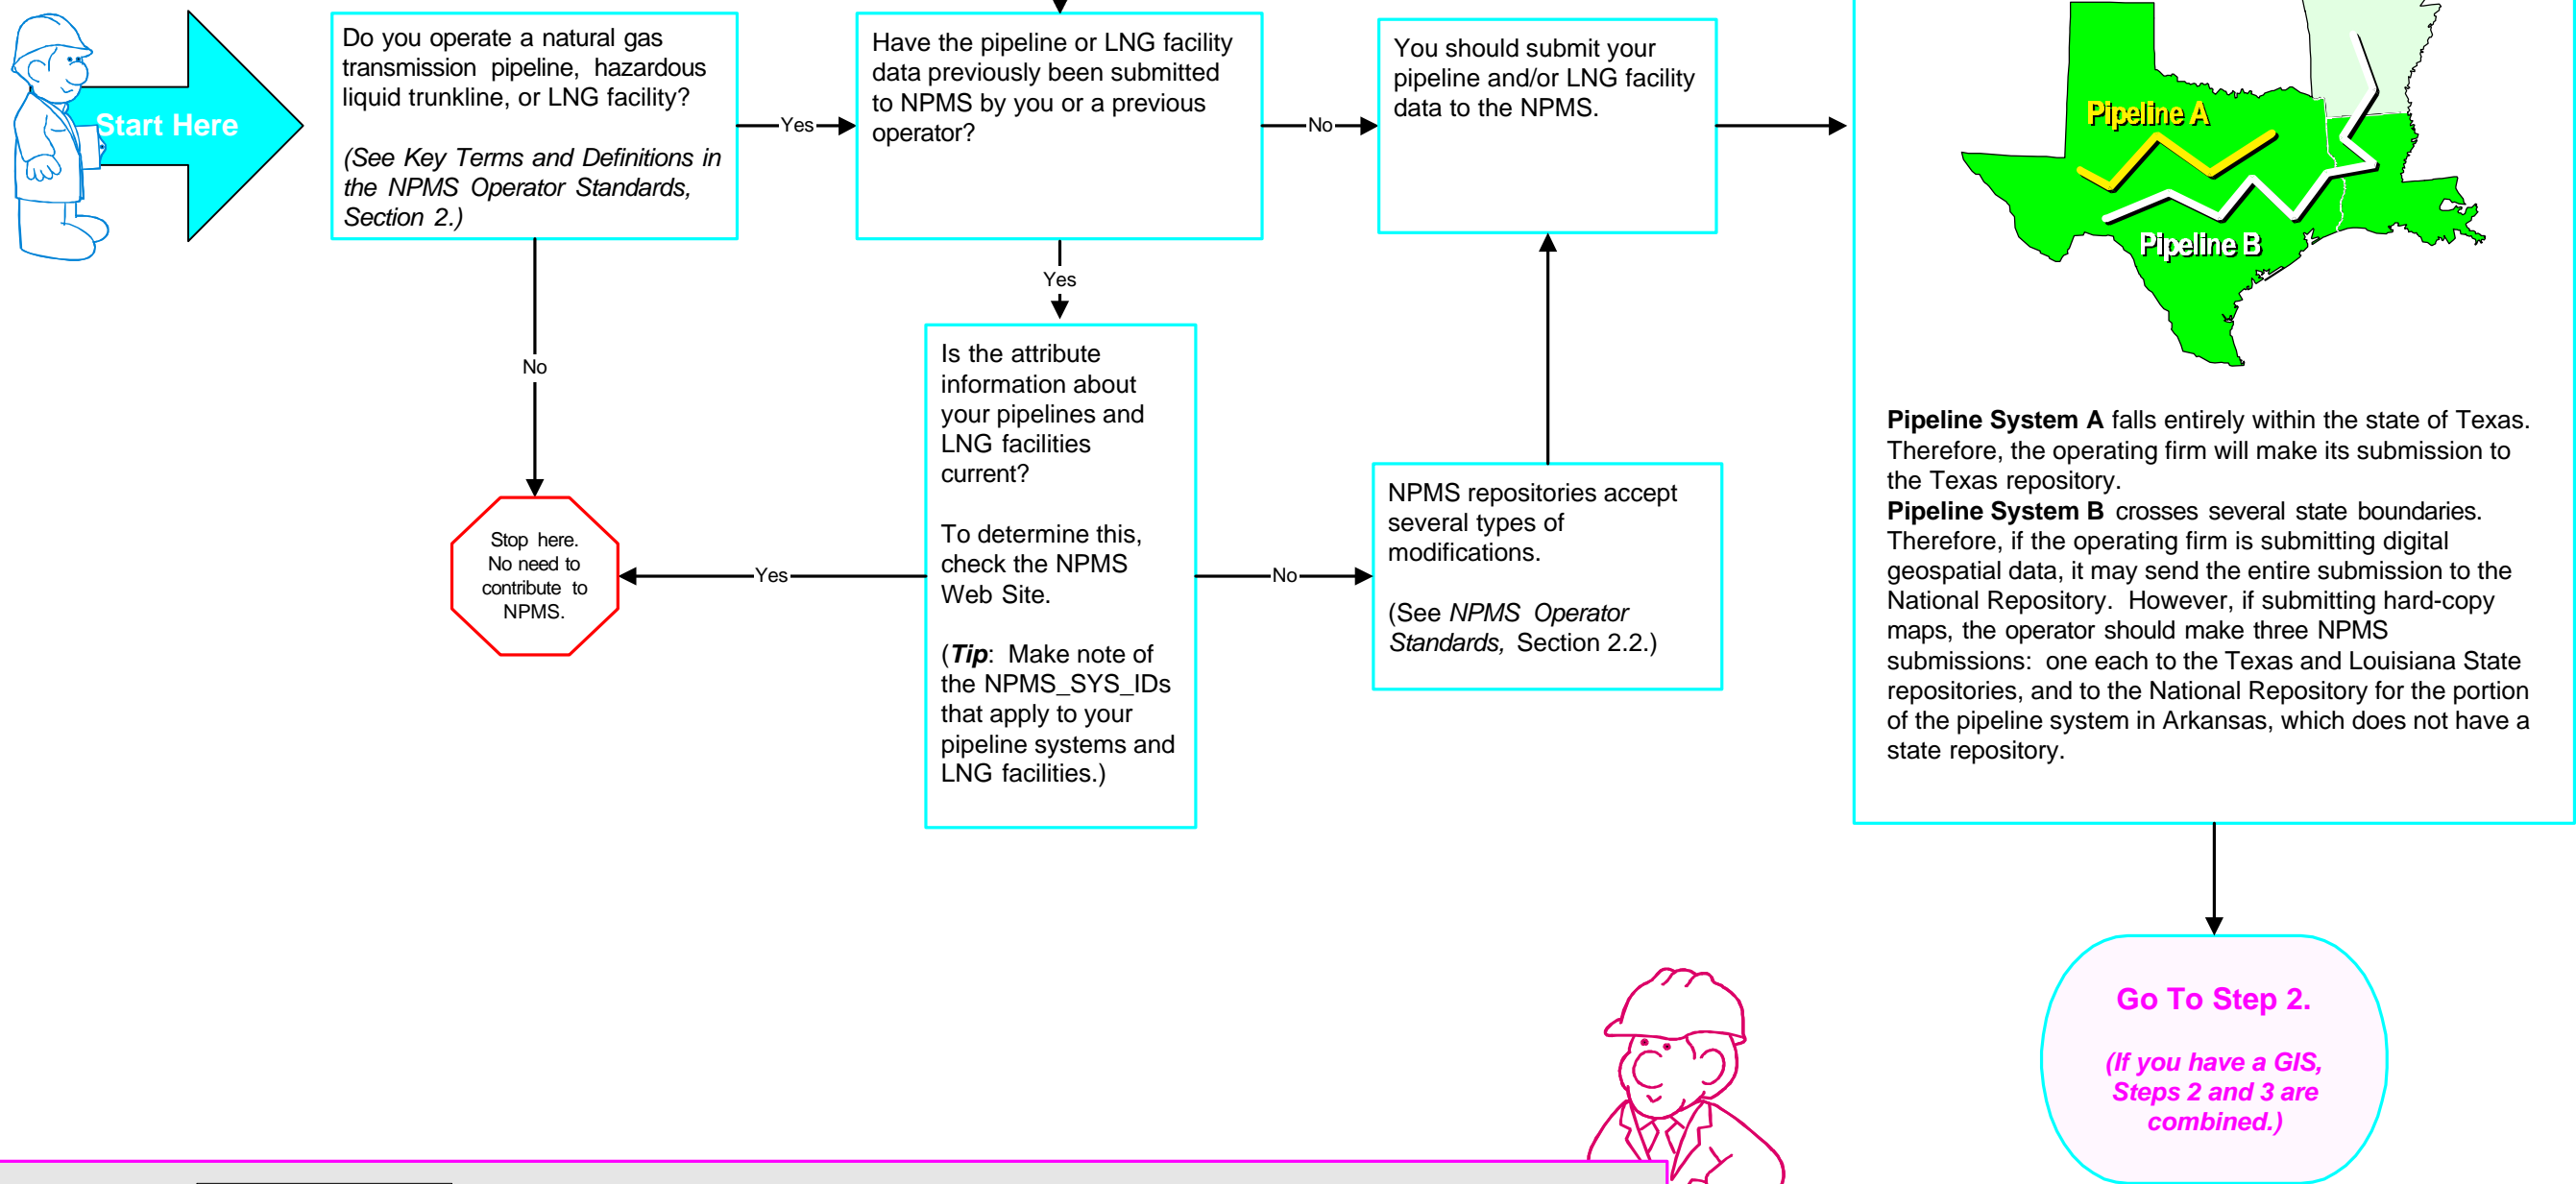 Start Here
Do you operate a natural gas
transmission pipeline, hazardous
liquid trunkline, or LNG facility?
(See Key Terms and Definitions in
the NPMS Operator Standards,
Section 2.)
Yes
Have the pipeline or LNG facility
data previously been submitted
to NPMS by you or a previous
operator?
No
You should submit your
pipeline and/or LNG facility
data to the NPMS.
Pipeline A
Pipeline B
Yes
No
Is the attribute
information about
your pipelines and
LNG facilities
current?
To determine this,
check the NPMS
Web Site.
(Tip: Make note of
the NPMS_SYS_IDs
that apply to your
pipeline systems and
LNG facilities.)
Stop here.
No need to
contribute to
NPMS.
Yes
No
NPMS repositories accept
several types of
modifications.
(See NPMS Operator
Standards, Section 2.2.)
Pipeline System A falls entirely within the state of Texas.
Therefore, the operating firm will make its submission to
the Texas repository.
Pipeline System B crosses several state boundaries.
Therefore, if the operating firm is submitting digital
geospatial data, it may send the entire submission to the
National Repository. However, if submitting hard-copy
maps, the operator should make three NPMS
submissions: one each to the Texas and Louisiana State
repositories, and to the National Repository for the portion
of the pipeline system in Arkansas, which does not have a
state repository.
Go To Step 2.
(If you have a GIS,
Steps 2 and 3 are
combined.)